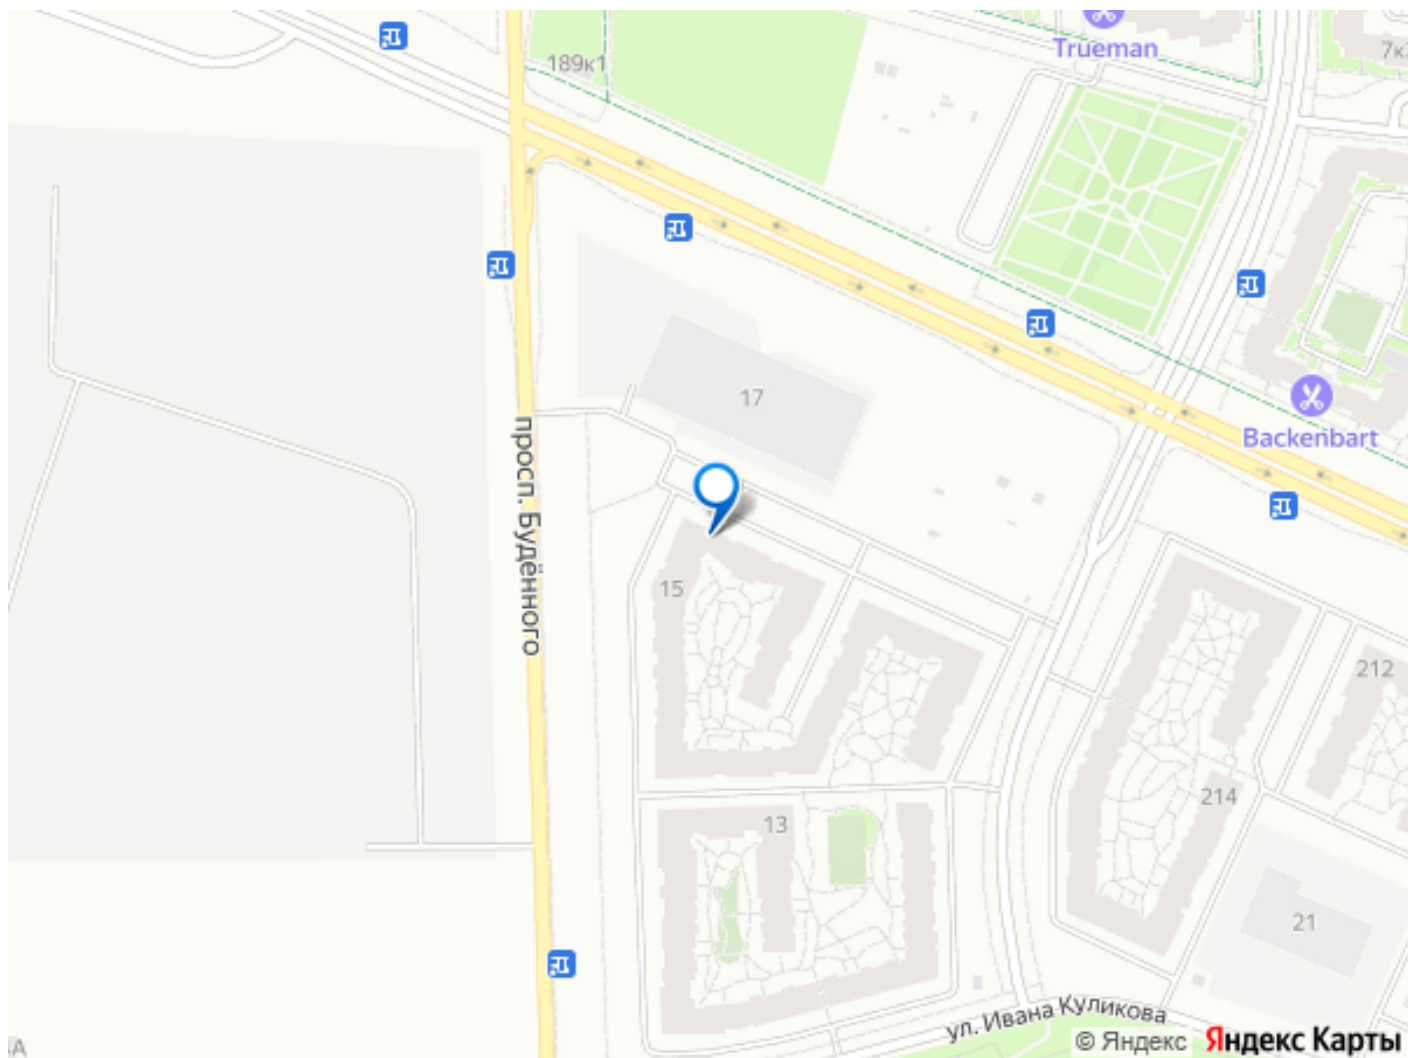 Trueman
7к
189к1
17
Backenbart
просп. Будённого
15
212
214
13
21
ул. Ивана Куликова
А
© Яндекс Яндекс Карты